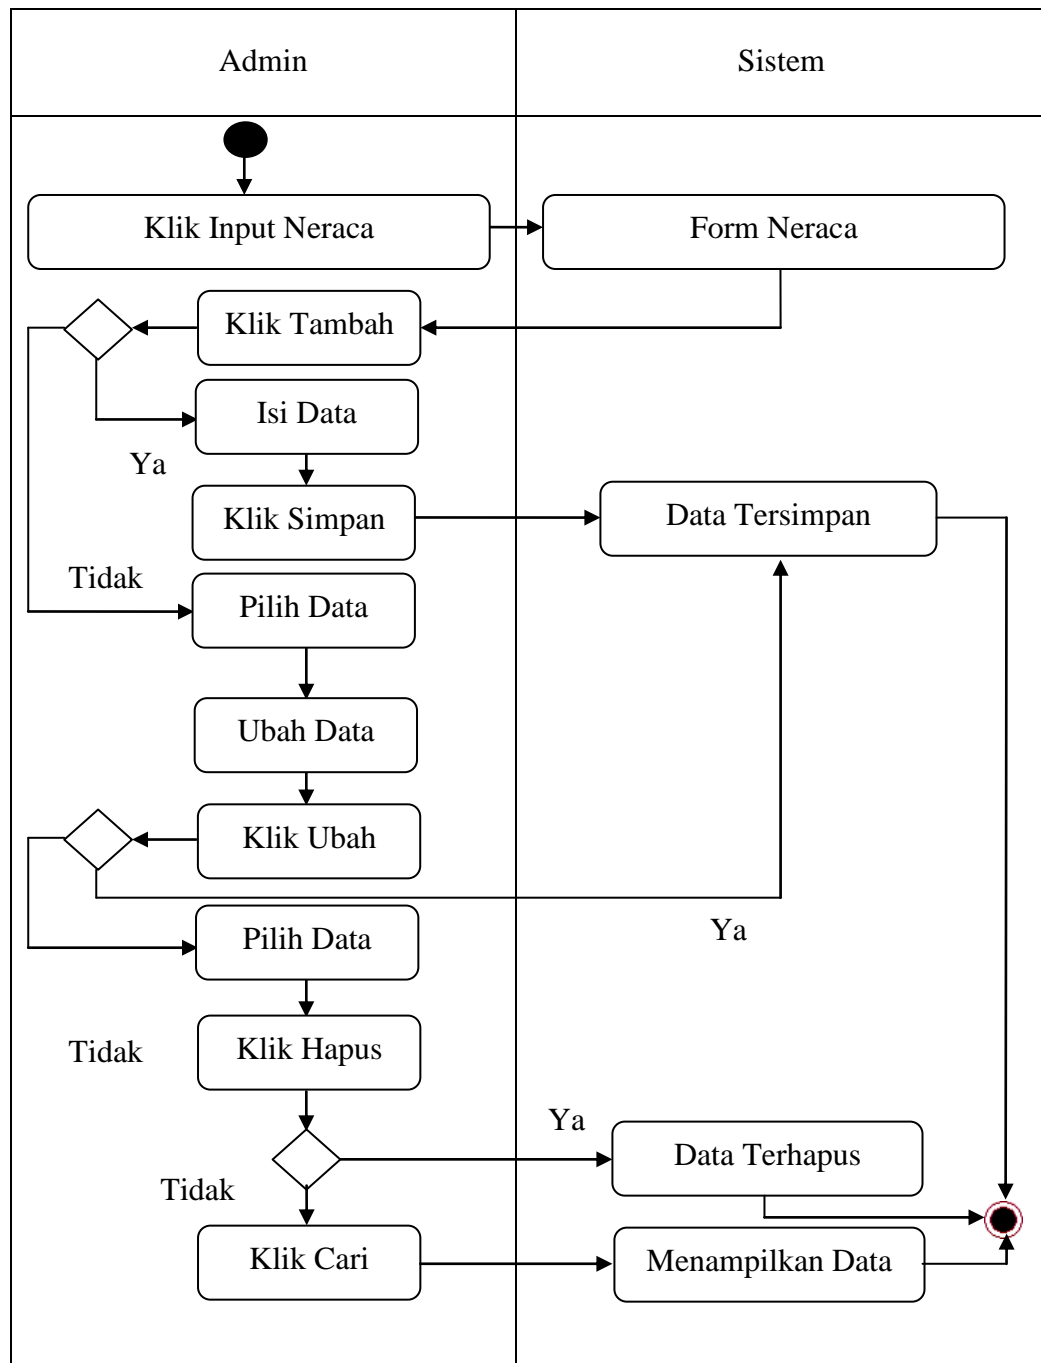 Admin
Sistem
Klik Input Neraca
Form Neraca
Klik Tambah
Isi Data
Ya
Klik Simpan
Data Tersimpan
Tidak
Pilih Data
Ubah Data
Klik Ubah
Ya
Pilih Data
Tidak
Klik Hapus
Ya
Data Terhapus
Tidak
Klik Cari
Menampilkan Data